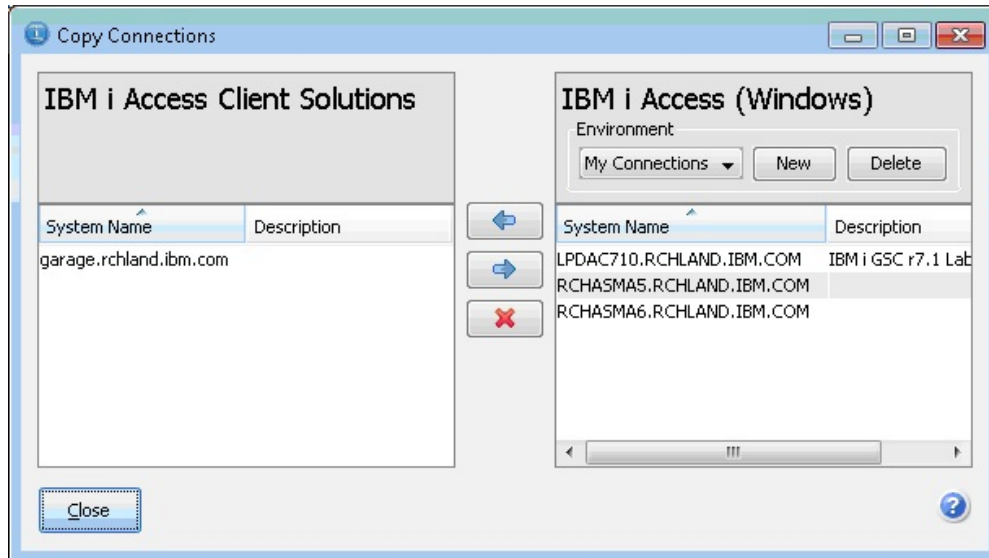 Copy Connections
IBM i Access Client Solutions
System Name Description
garage.rchland.ibm.com
IBM i Access (Windows)
Environment
My Connections New Delete
System Name Description
LPDAC710.RCHLAND.IBM.COM IBM i GSC r7.1 Lab
RCHASMA5.RCHLAND.IBM.COM
RCHASMA6.RCHLAND.IBM.COM
Close